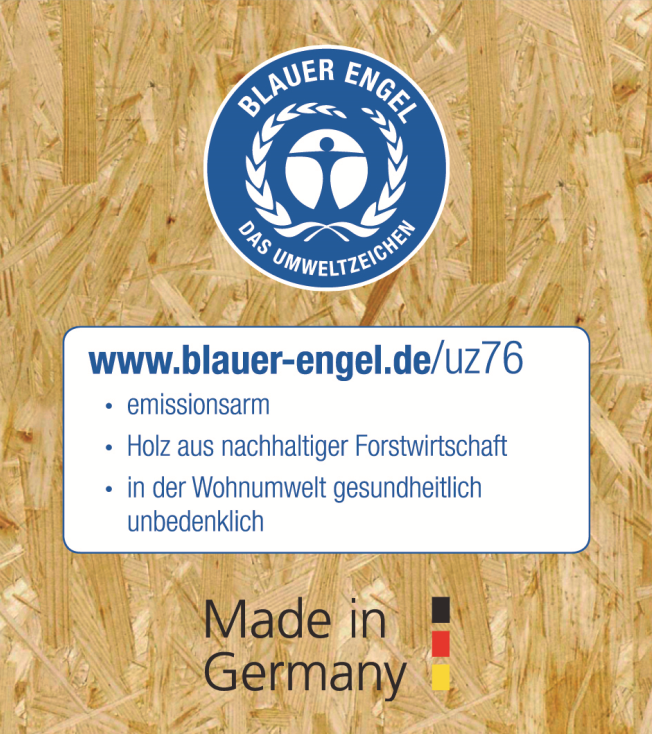 BLAUER ENGEL
DAS UMWELTZEICHEN
www.blauer-engel.de/uz76
• emissionsarm
• Holz aus nachhaltiger Forstwirtschaft
• in der Wohnumwelt gesundheitlich
unbedenklich
Made in
Germany